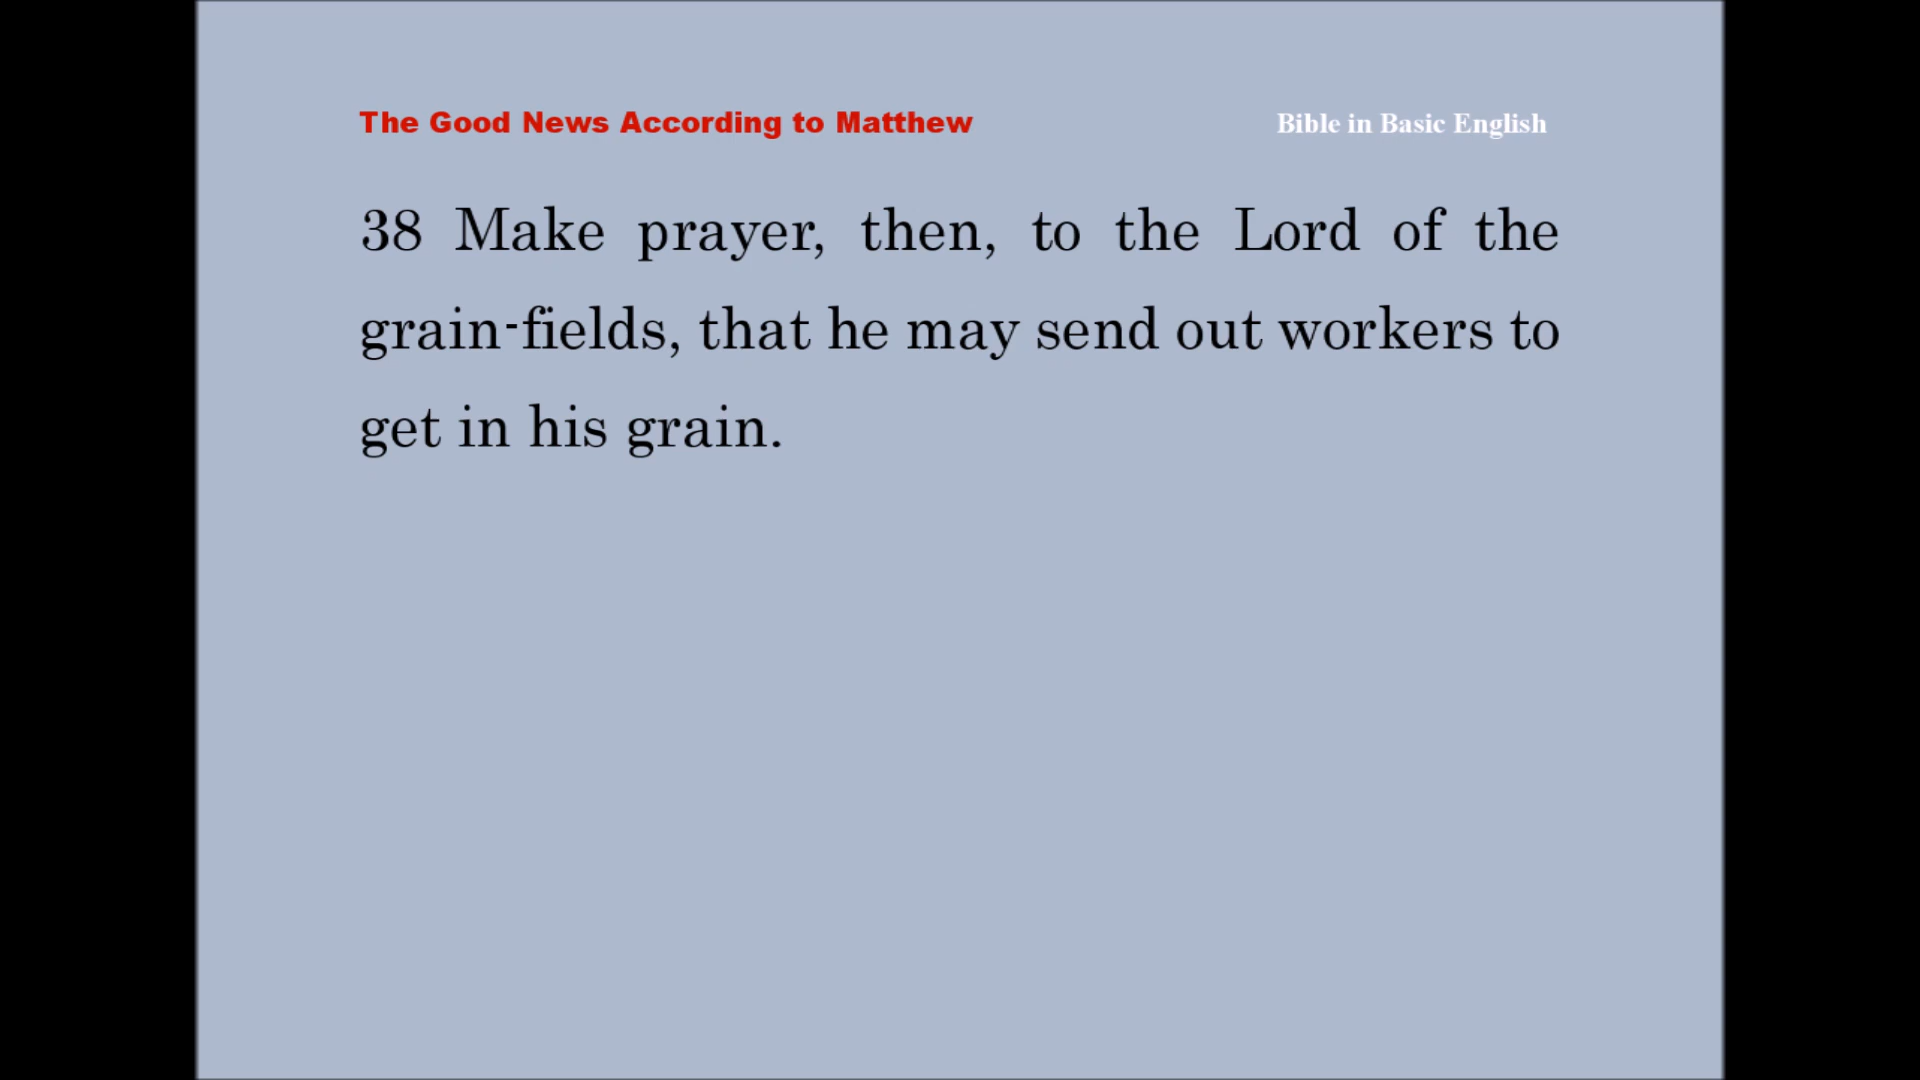 The Good News According to Matthew
Bible in Basic English
38 Make prayer, then, to the Lord of the
grain-fields, that he may send out workers to
get in his grain.